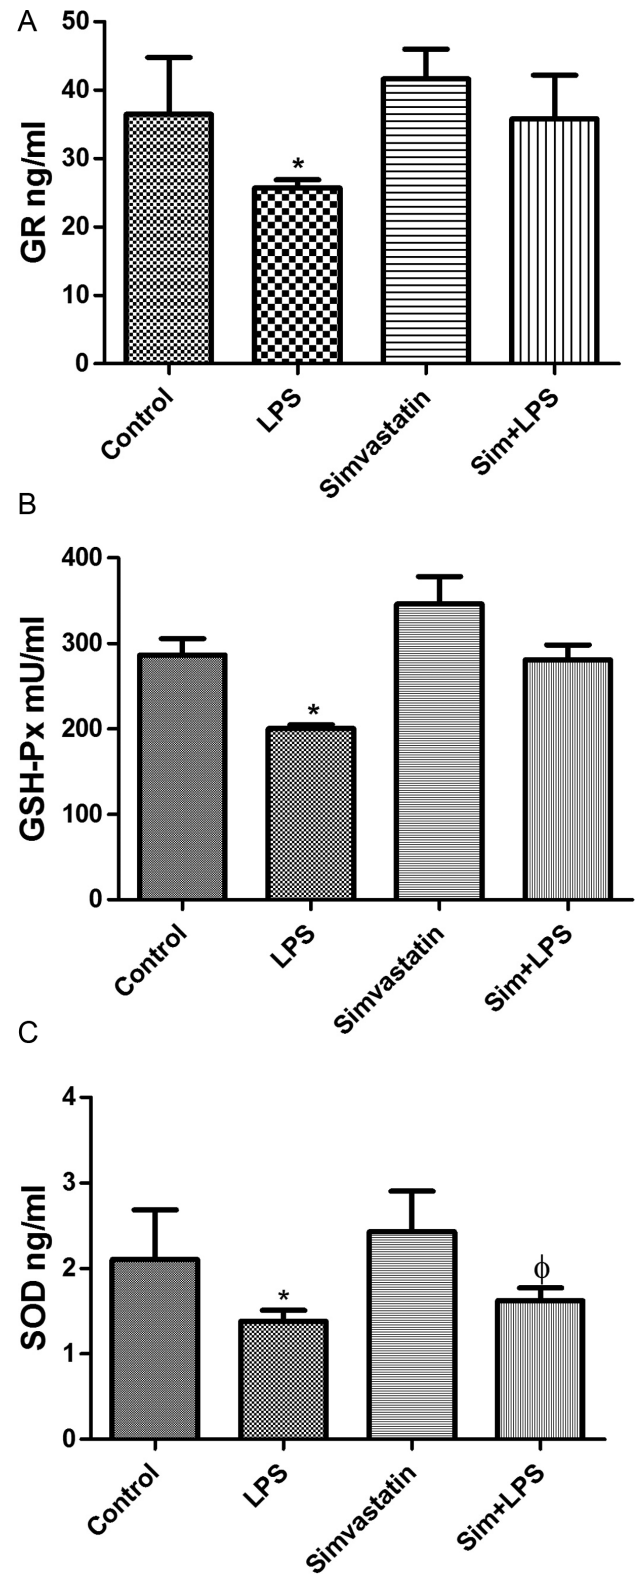 A
GR ng/ml
50
40
30
20
10
0
*
Control
LPS
Simvastatin
Sim+LPS
B
GSH-Px mU/ml
400
300
200
100
0
*
Control
LPS
Simvastatin
Sim+LPS
C
SOD ng/ml
4
3
2
1
0
*
ϕ
Control
LPS
Simvastatin
Sim+LPS